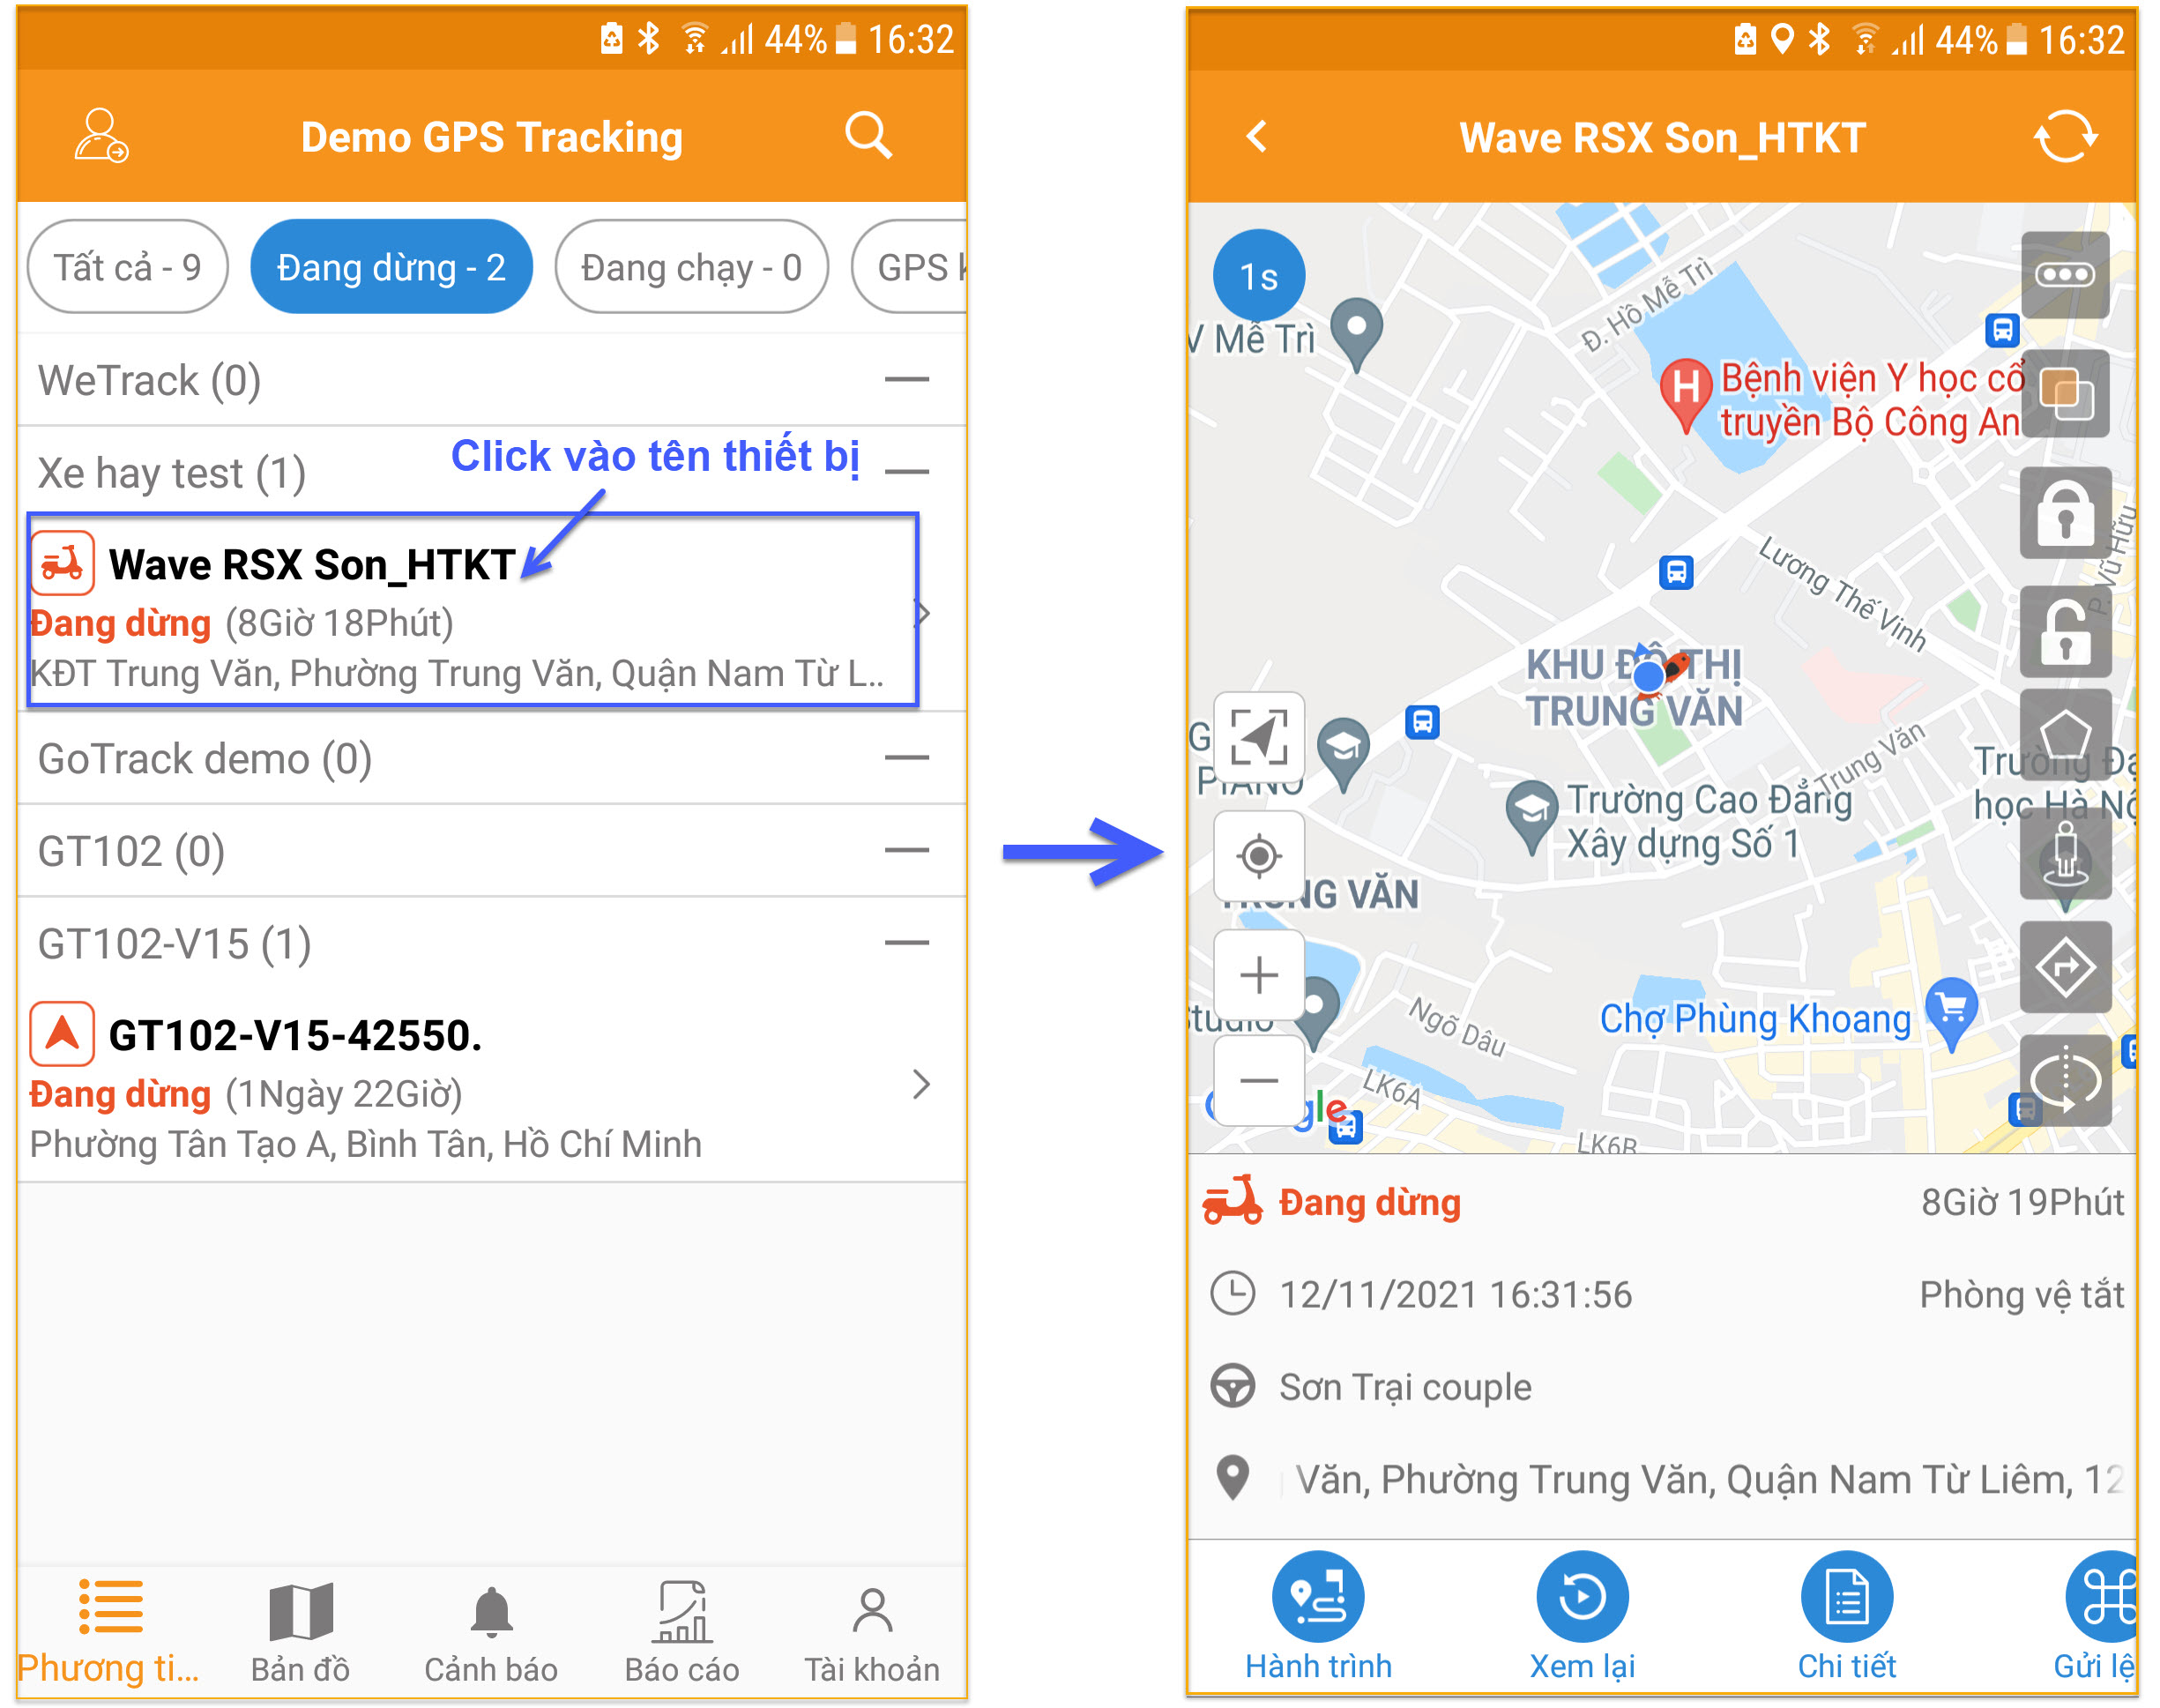 44% 16:32
Demo GPS Tracking
Tất cả - 9
Đang dừng - 2
Đang chạy - 0
GPS
WeTrack (0)
Click vào tên thiết bị
Xe hay test (1)
Wave RSX Son_HTKT
Đang dừng (8Giờ 18Phút)
KĐT Trung Văn, Phường Trung Văn, Quận Nam Từ L..
GoTrack demo (0)
GT102 (0)
GT102-V15 (1)
GT102-V15-42550.
Đang dừng (1Ngày 22Giờ)
Phường Tân Tạo A, Bình Tân, Hồ Chí Minh
Phương ti...
Bản đồ
Cảnh báo
Báo cáo
Tài khoản
44% 16:32
Wave RSX Son_HTKT
1s
V Mễ Trì
Đ. Hồ Mễ Trì
H
Bệnh viện Y học cổ
truyền Bộ Công An
P. Vũ Hữu
Lương Thế Vinh
KHU ĐÔ THỊ
TRUNG VĂN
G
PIANO
Trung Văn
Trường Đạ
học Hà Nộ
Trường Cao Đẳng
Xây dựng Số 1
TRUNG VĂN
Studio
Ngõ Dâu
Chợ Phùng Khoang
LK6A
LK6B
Đang dừng
8Giờ 19Phút
12/11/2021 16:31:56
Phòng vệ tắt
Sơn Trại couple
Văn, Phường Trung Văn, Quận Nam Từ Liêm, 12
Hành trình
Xem lại
Chi tiết
Gửi lệ